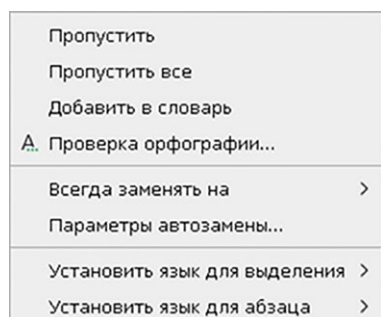 Пропустить
Пропустить все
Добавить в словарь
A Проверка орфографии...
Всегда заменять на
Параметры автозамены...
Установить язык для выделения
Установить язык для абзаца